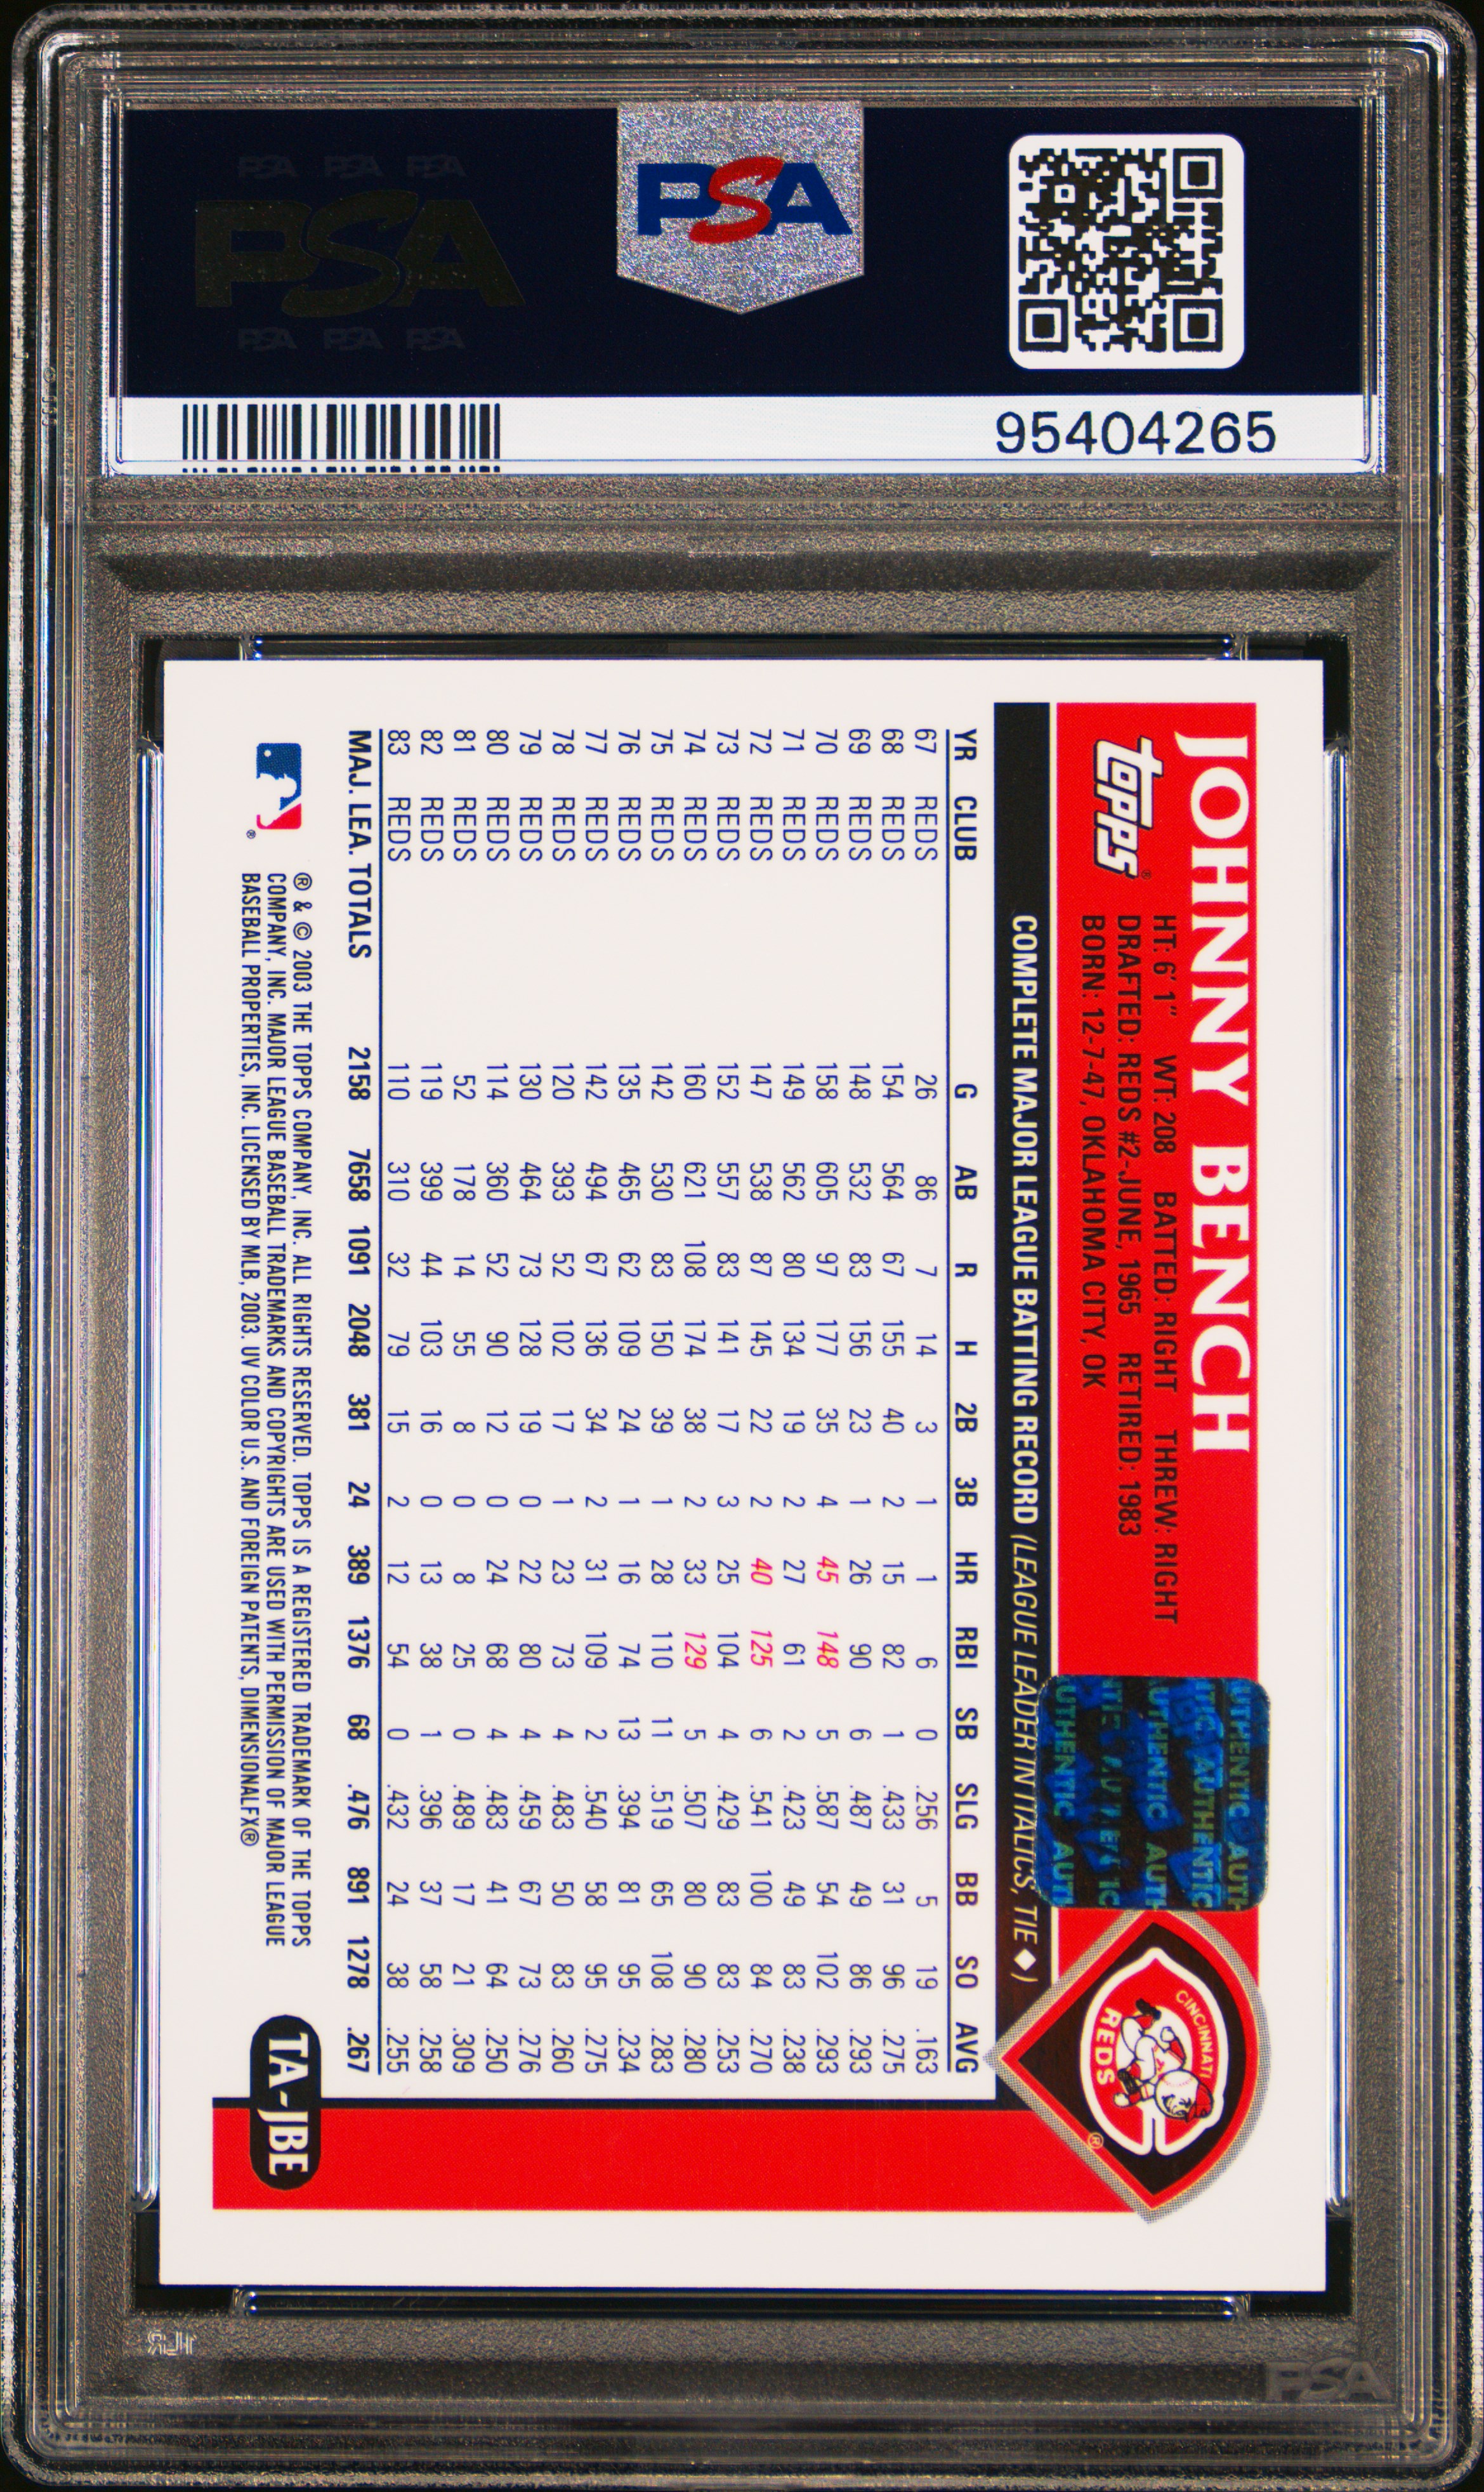 PSA PSA PSA
PSA
PSA PSA PSA
PSA
95404265
JOHNNY BENCH
topps®
HT: 6' 1" WT: 208 BATTED: RIGHT THREW: RIGHT
DRAFTED: REDS #2-JUNE, 1965 RETIRED: 1983
BORN: 12-7-47, OKLAHOMA CITY, OK
CINCINNATI
REDS
®
AUTHENTIC
COMPLETE MAJOR LEAGUE BATTING RECORD (LEAGUE LEADER IN ITALICS, TIE ◆)
YR CLUB G AB R H 2B 3B HR RBI SB SLG BB SO AVG
67 REDS 26 86 7 14 3 1 1 6 0 .256 5 19 .163
68 REDS 154 564 67 155 40 2 15 82 1 .433 31 96 .275
69 REDS 148 532 83 156 23 1 26 90 6 .487 49 86 .293
70 REDS 158 605 97 177 35 4 45 148 5 .587 54 102 .293
71 REDS 149 562 80 134 19 2 27 61 2 .423 49 83 .238
72 REDS 147 538 87 145 22 2 40 125 6 .541 100 84 .270
73 REDS 152 557 83 141 17 3 25 104 4 .429 83 83 .253
74 REDS 160 621 108 174 38 2 33 129 5 .507 80 90 .280
75 REDS 142 530 83 150 39 1 28 110 11 .519 65 108 .283
76 REDS 135 465 62 109 24 1 16 74 13 .394 81 95 .234
77 REDS 142 494 67 136 34 2 31 109 2 .540 58 95 .275
78 REDS 120 393 52 102 17 1 23 73 4 .483 50 83 .260
79 REDS 130 464 73 128 19 0 22 80 4 .459 67 73 .276
80 REDS 114 360 52 90 12 0 24 68 4 .483 41 64 .250
81 REDS 52 178 14 55 8 0 8 25 0 .489 17 21 .309
82 REDS 119 399 44 103 16 0 13 38 1 .396 37 58 .258
83 REDS 110 310 32 79 15 2 12 54 0 .432 24 38 .255
MAJ. LEA. TOTALS 2158 7658 1091 2048 381 24 389 1376 68 .476 891 1278 .267
® & © 2003 THE TOPPS COMPANY, INC. ALL RIGHTS RESERVED. TOPPS IS A REGISTERED TRADEMARK OF THE TOPPS
COMPANY, INC. MAJOR LEAGUE BASEBALL TRADEMARKS AND COPYRIGHTS ARE USED WITH PERMISSION OF MAJOR LEAGUE
BASEBALL PROPERTIES, INC. LICENSED BY MLB, 2003. UV COLOR U.S. AND FOREIGN PATENTS, DIMENSIONALFX®
TA-JBE
PSA